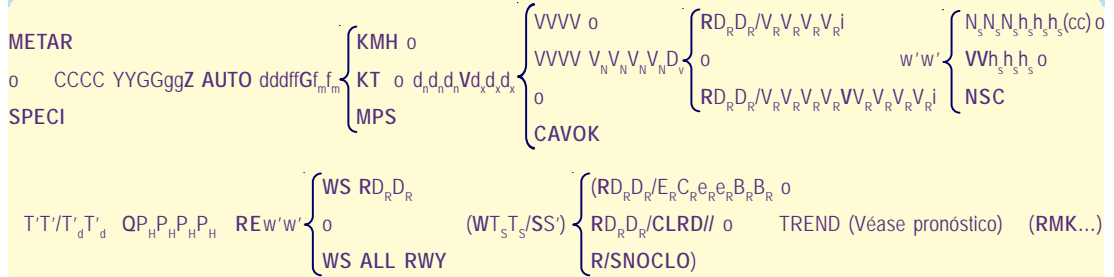 METAR
o
SPECI
CCCC YYGGggZ AUTO dddffGfmfm
KMH o
KT o
MPS
dndndnVdxdxdx
VVVV o
VVVV VNVNVNVNDv
o
CAVOK
RDRDR/VRVRVRVRi
o
RDRDR/VRVRVRVRVVRVRVRVRi
w'w'
NsNsNshshshs(cc) o
VVhshshs o
NSC
T'T'/T'dT'd QPHPHPHPH REw'w'
WS RDRDR
o
WS ALL RWY
(WTsTs/SS')
(RDRDR/ERCReReRBRBR o
RDRDR/CLRD// o
R/SNOCLO)
TREND (Véase pronóstico) (RMK...)